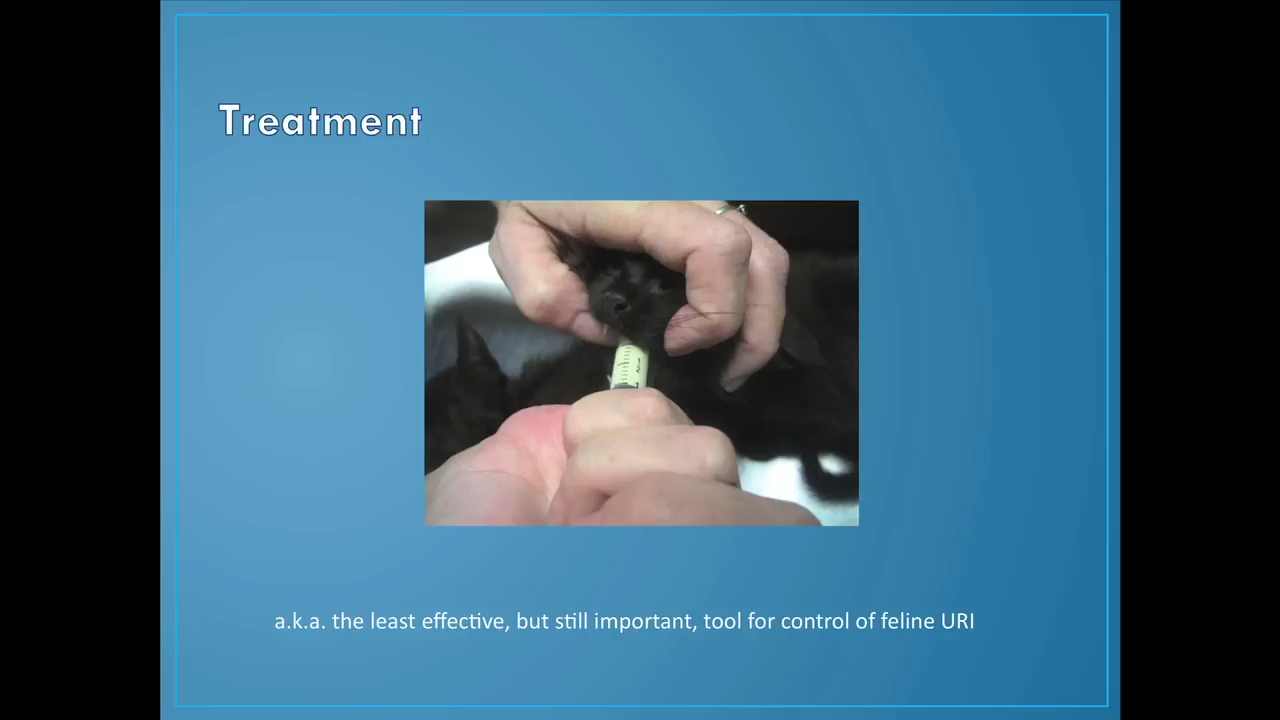 Treatment
a.k.a. the least effective, but still important, tool for control of feline URI